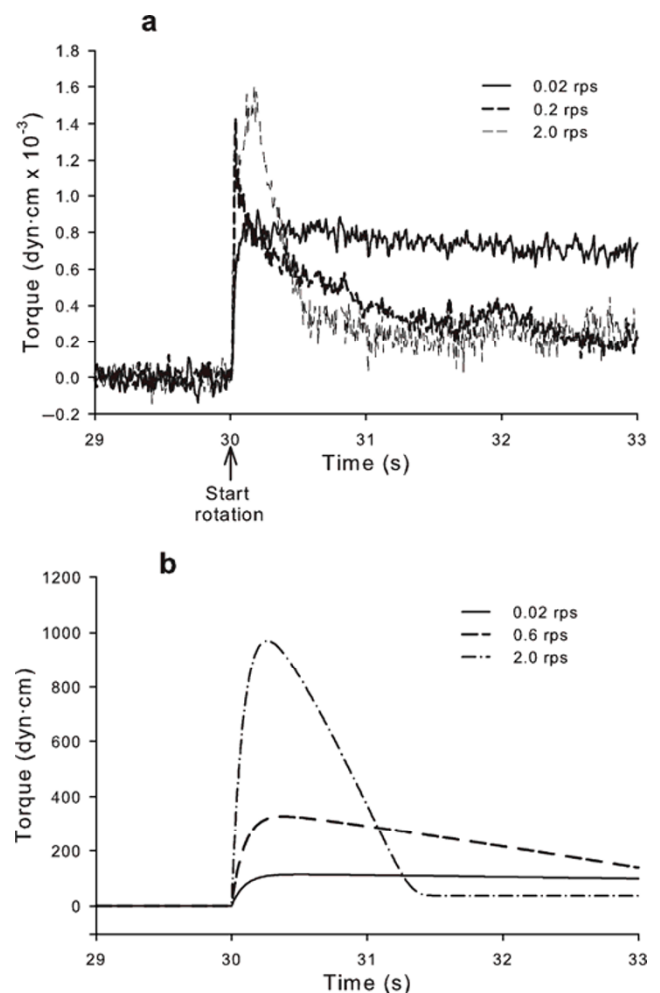 a
Torque (dyn·cm x 10⁻³)
1.8
1.6
1.4
1.2
1.0
0.8
0.6
0.4
0.2
0.0
−0.2
0.02 rps
0.2 rps
2.0 rps
29 30 31 32 33
Time (s)
Start
rotation
b
Torque (dyn·cm)
1200
1000
800
600
400
200
0
0.02 rps
0.6 rps
2.0 rps
29 30 31 32 33
Time (s)